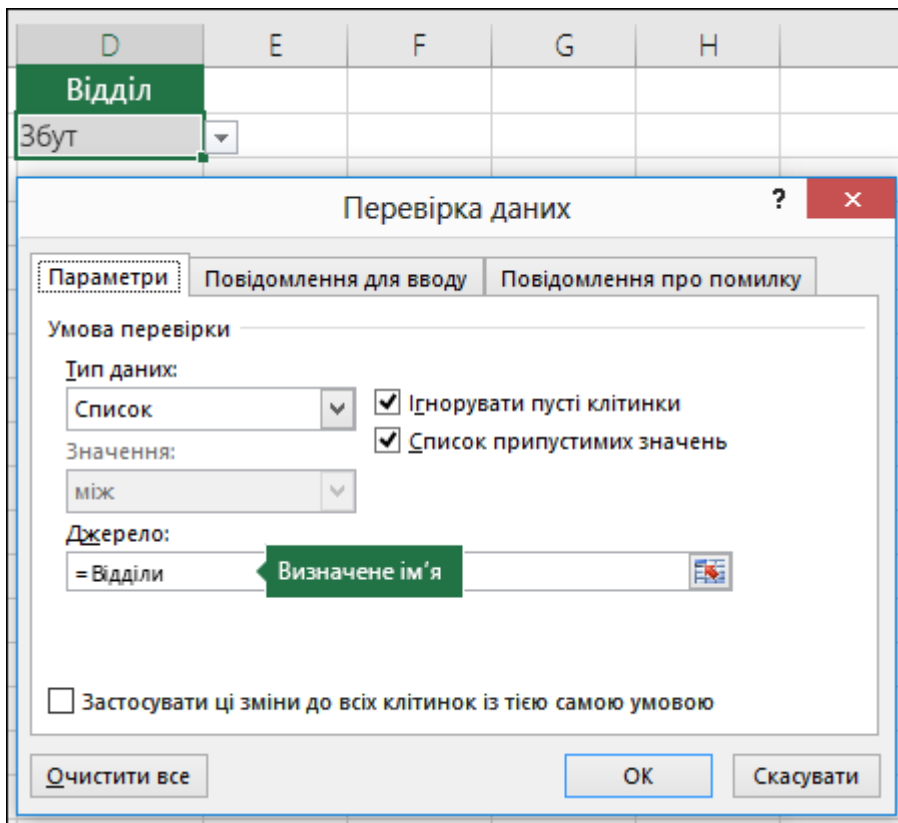 D E F G H
Відділ
Збут
Перевірка даних ? ×
Параметри Повідомлення для вводу Повідомлення про помилку
Умова перевірки
Тип даних:
Список
Ігнорувати пусті клітинки
Список припустимих значень
Значення:
між
Джерело:
=Відділи Визначене ім'я
Застосувати ці зміни до всіх клітинок із тією самою умовою
Очистити все ОК Скасувати